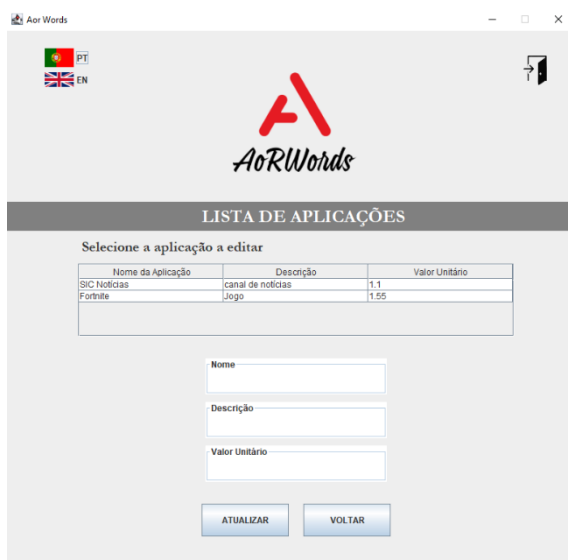 Aor Words
PT
EN
AoRWords
LISTA DE APLICAÇÕES
Selecione a aplicação a editar
Nome da Aplicação Descrição Valor Unitário
SIC Notícias canal de notícias 1.1
Fortnite Jogo 1.55
Nome
Descrição
Valor Unitário
ATUALIZAR VOLTAR